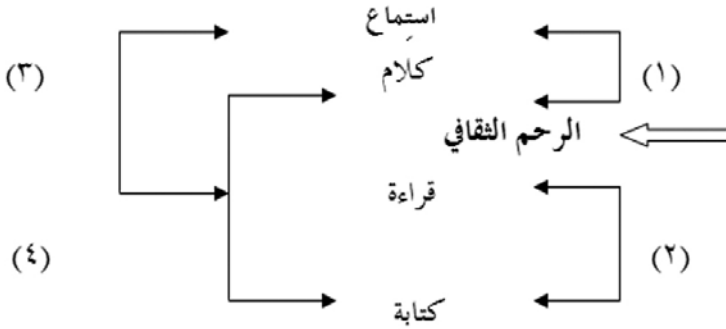 استماع
(١)
(٣)
كلام
الرحم الثقافي
قراءة
(٢)
(٤)
كتابة